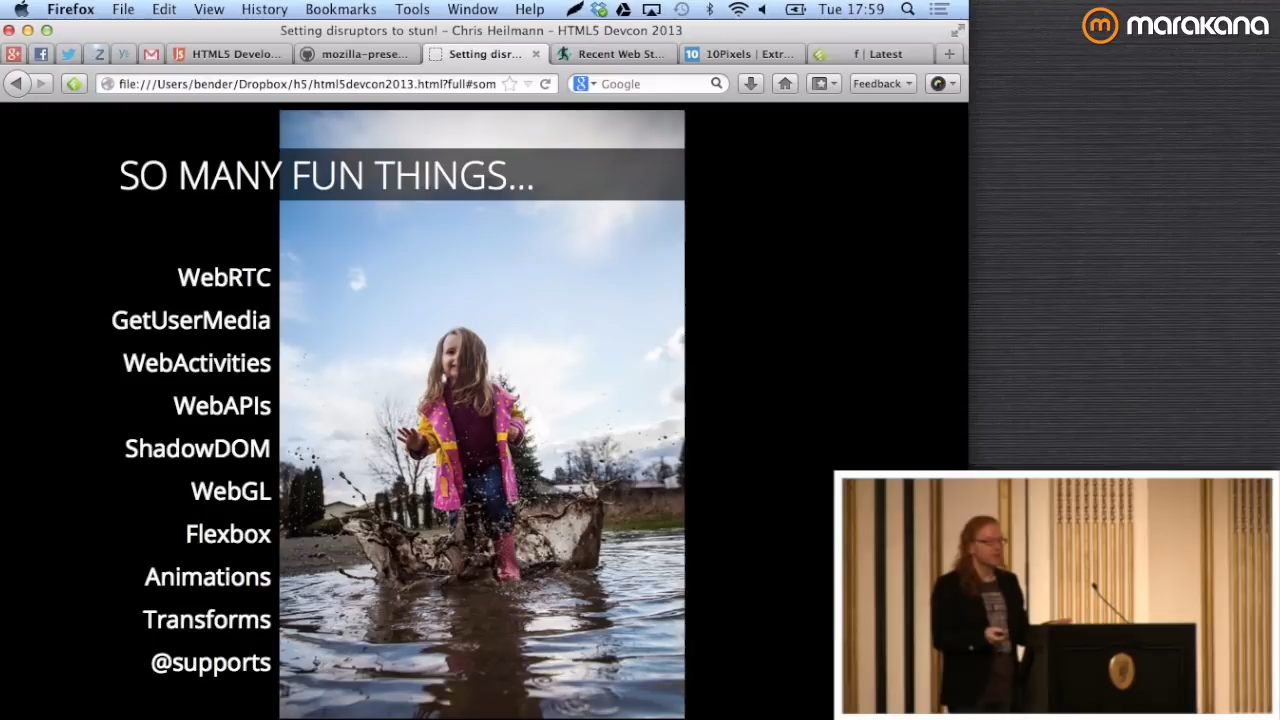 Firefox File Edit View History Bookmarks Tools Window Help Tue 17:59
marakana
Setting disruptors to stun! – Chris Heilmann – HTML5 Devcon 2013
HTML5 Develo... mozilla-prese... Setting disr... Recent Web St... 10Pixels | Extr... f | Latest
file:///Users/bender/Dropbox/h5/html5devcon2013.html?full#som Google Feedback
SO MANY FUN THINGS...
WebRTC
GetUserMedia
WebActivities
WebAPIs
ShadowDOM
WebGL
Flexbox
Animations
Transforms
@supports